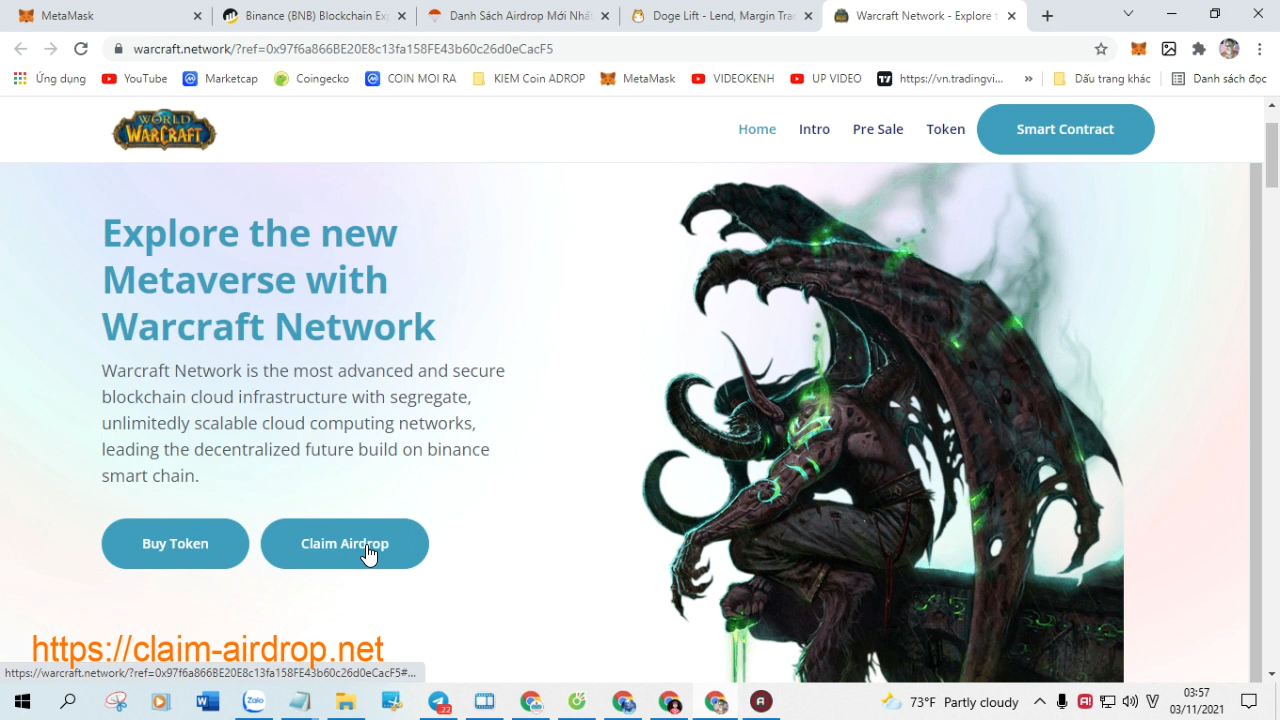 MetaMask
Binance (BNB) Blockchain Exp
Danh Sách Airdrop Mới Nhất
Doge Lift - Lend, Margin Trad
Warcraft Network - Explore t
warcraft.network/?ref=0x97f6a866BE20E8c13fa158FE43b60c26d0eCacF5
Ứng dụng
YouTube
Marketcap
Coingecko
COIN MOI RA
KIEM Coin ADROP
MetaMask
VIDEOKENH
UP VIDEO
https://vn.tradingvi...
»
Dấu trang khác
Danh sách đọc
WORLD
WARCRAFT
Home
Intro
Pre Sale
Token
Smart Contract
Explore the new
Metaverse with
Warcraft Network
Warcraft Network is the most advanced and secure
blockchain cloud infrastructure with segregate,
unlimitedly scalable cloud computing networks,
leading the decentralized future build on binance
smart chain.
Buy Token
Claim Airdrop
https://claim-airdrop.net
https://warcraft.network/?ref=0x97f6a866BE20E8c13fa158FE43b60c26d0eCacF5#...
Zalo
22
73°F Partly cloudy
03:57
03/11/2021